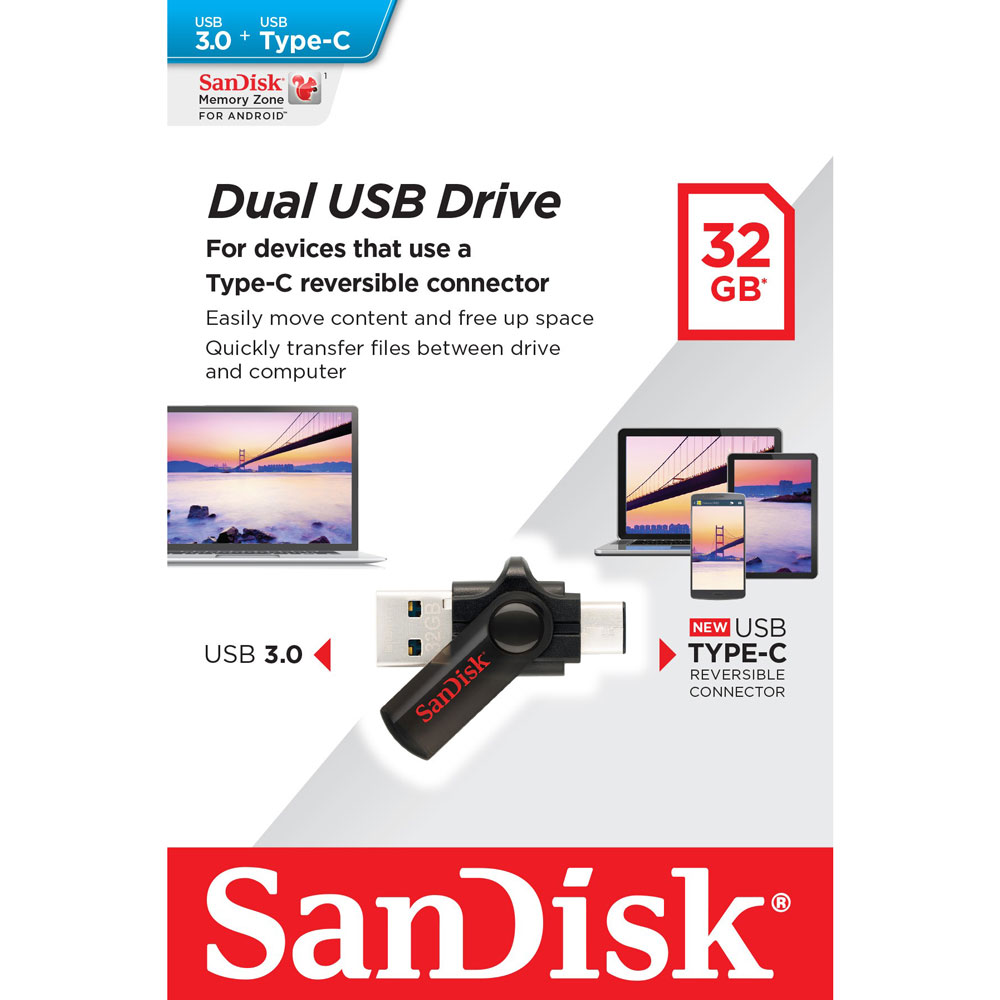 USB 3.0 + USB Type-C
SanDisk® 1
Memory Zone
FOR ANDROID™
Dual USB Drive
For devices that use a
Type-C reversible connector
Easily move content and free up space
Quickly transfer files between drive
and computer
32
GB*
2GB
SanDisk®
USB 3.0
NEW USB
TYPE-C
REVERSIBLE
CONNECTOR
SanDisk®